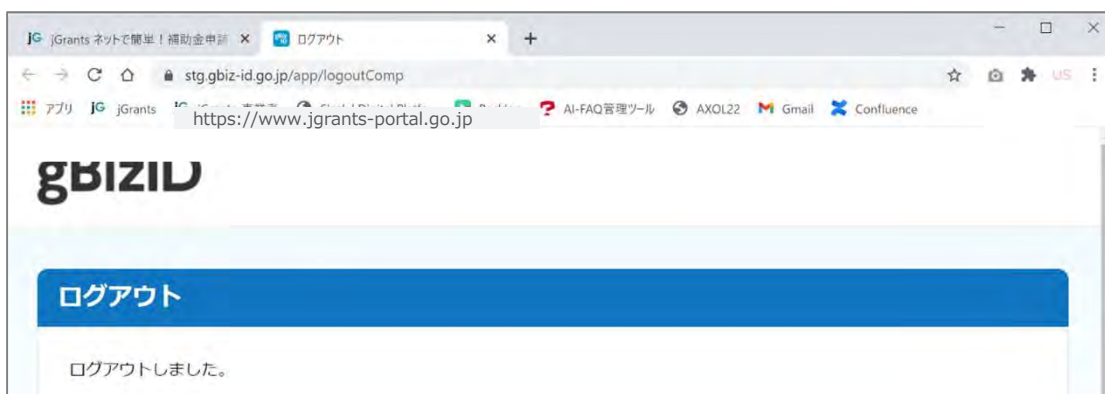 jG jGrants ネットで簡単！補助金申請 ログアウト
stg.gbiz-id.go.jp/app/logoutComp US
アプリ jG jGrants AI-FAQ管理ツール AXOL22 Gmail Confluence
https://www.jgrants-portal.go.jp
gBizID
ログアウト
ログアウトしました。